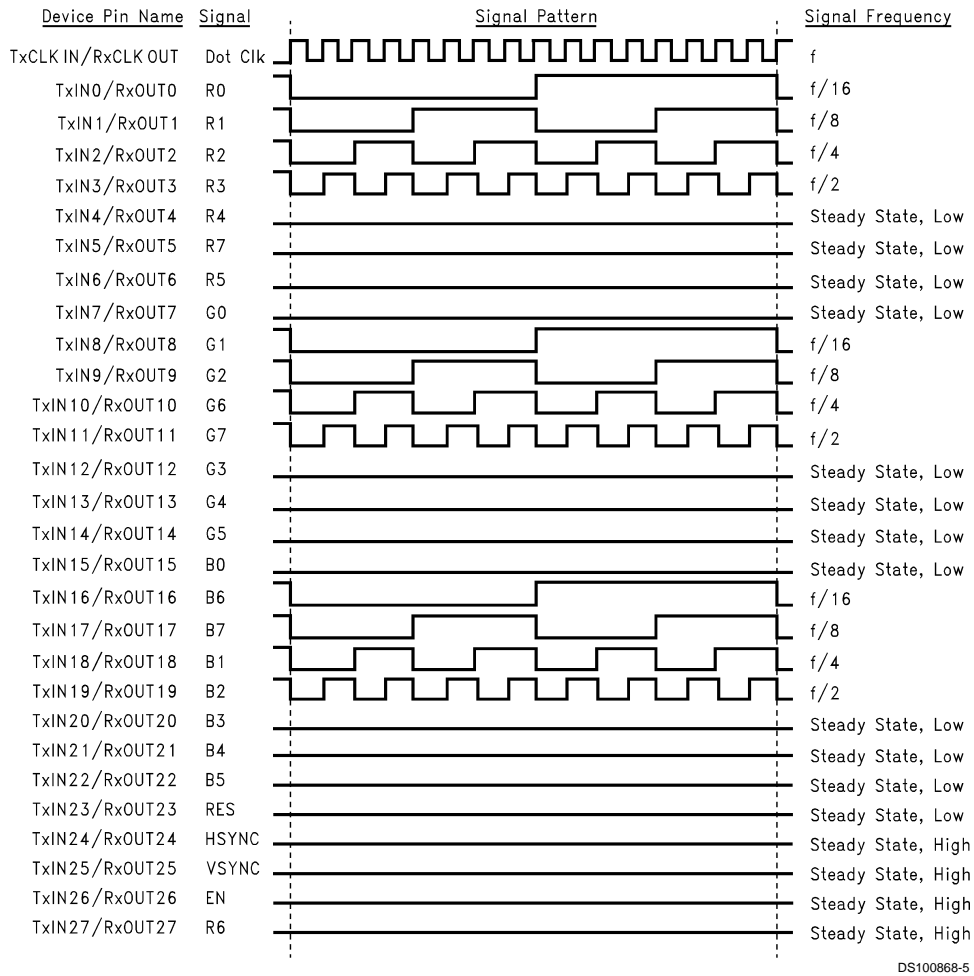 Device Pin Name Signal Signal Pattern Signal Frequency
TxCLK IN/RxCLK OUT Dot Clk f
TxIN0/RxOUT0 R0 f/16
TxIN1/RxOUT1 R1 f/8
TxIN2/RxOUT2 R2 f/4
TxIN3/RxOUT3 R3 f/2
TxIN4/RxOUT4 R4 Steady State, Low
TxIN5/RxOUT5 R7 Steady State, Low
TxIN6/RxOUT6 R5 Steady State, Low
TxIN7/RxOUT7 G0 Steady State, Low
TxIN8/RxOUT8 G1 f/16
TxIN9/RxOUT9 G2 f/8
TxIN10/RxOUT10 G6 f/4
TxIN11/RxOUT11 G7 f/2
TxIN12/RxOUT12 G3 Steady State, Low
TxIN13/RxOUT13 G4 Steady State, Low
TxIN14/RxOUT14 G5 Steady State, Low
TxIN15/RxOUT15 B0 Steady State, Low
TxIN16/RxOUT16 B6 f/16
TxIN17/RxOUT17 B7 f/8
TxIN18/RxOUT18 B1 f/4
TxIN19/RxOUT19 B2 f/2
TxIN20/RxOUT20 B3 Steady State, Low
TxIN21/RxOUT21 B4 Steady State, Low
TxIN22/RxOUT22 B5 Steady State, Low
TxIN23/RxOUT23 RES Steady State, Low
TxIN24/RxOUT24 HSYNC Steady State, High
TxIN25/RxOUT25 VSYNC Steady State, High
TxIN26/RxOUT26 EN Steady State, High
TxIN27/RxOUT27 R6 Steady State, High
DS100868-5